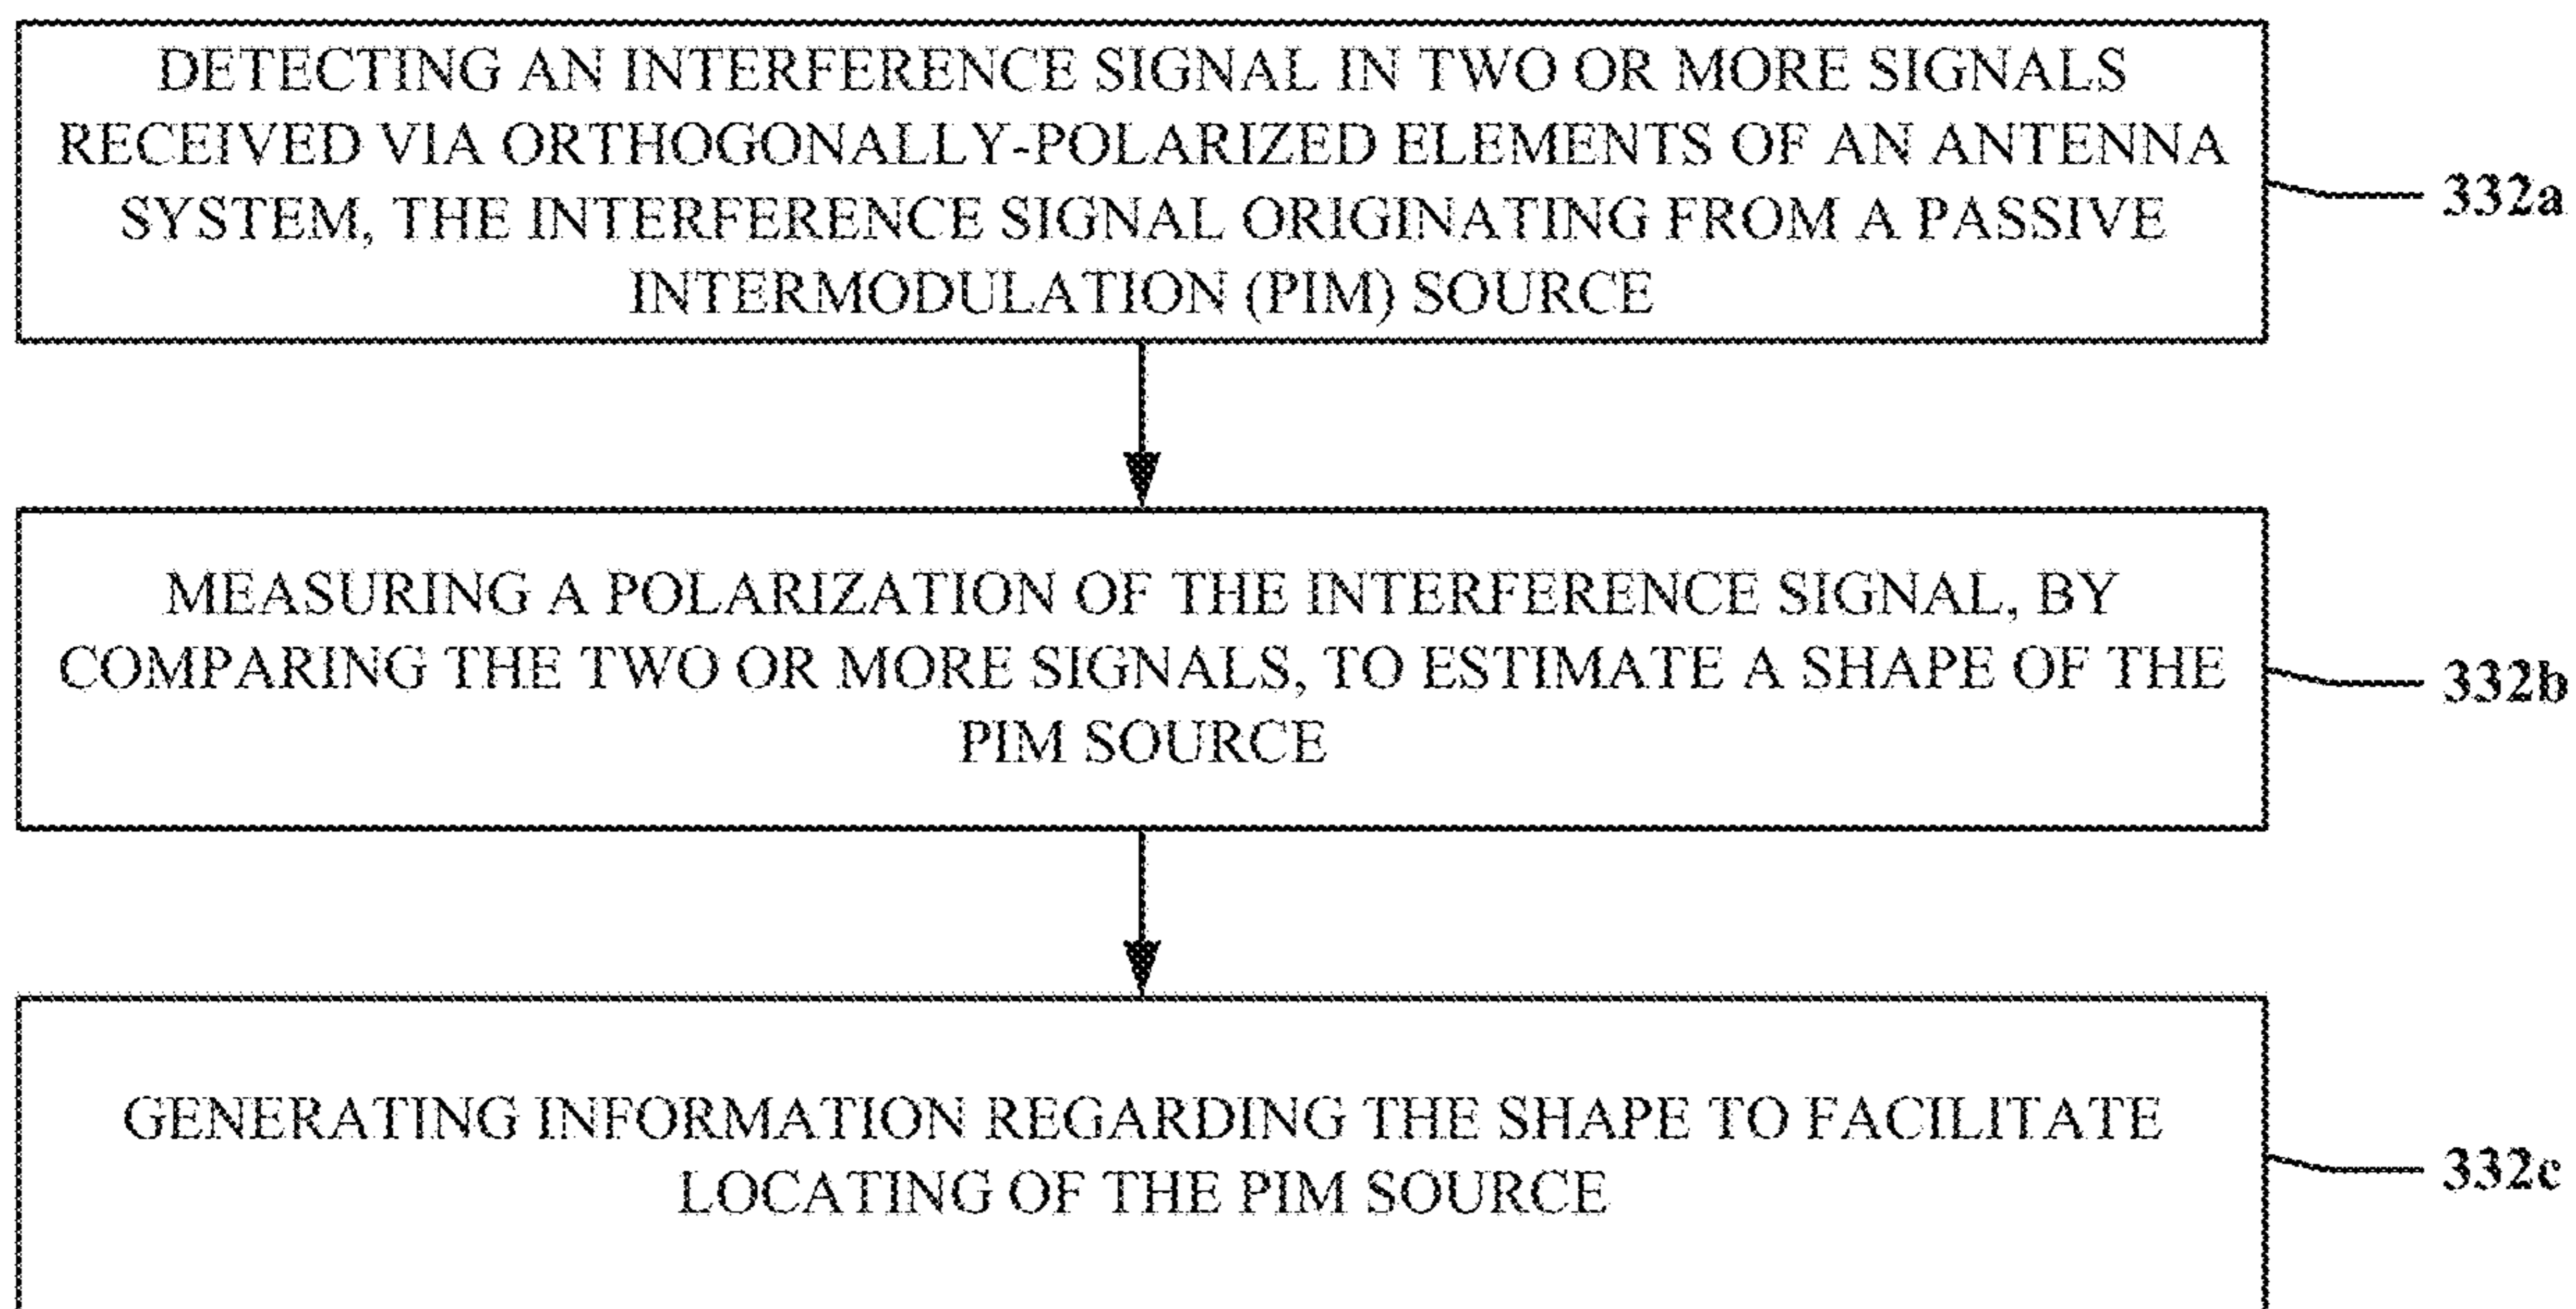 DETECTING AN INTERFERENCE SIGNAL IN TWO OR MORE SIGNALS
RECEIVED VIA ORTHOGONALLY-POLARIZED ELEMENTS OF AN ANTENNA
SYSTEM, THE INTERFERENCE SIGNAL ORIGINATING FROM A PASSIVE
INTERMODULATION (PIM) SOURCE
332a
MEASURING A POLARIZATION OF THE INTERFERENCE SIGNAL, BY
COMPARING THE TWO OR MORE SIGNALS, TO ESTIMATE A SHAPE OF THE
PIM SOURCE
332b
GENERATING INFORMATION REGARDING THE SHAPE TO FACILITATE
LOCATING OF THE PIM SOURCE
332c